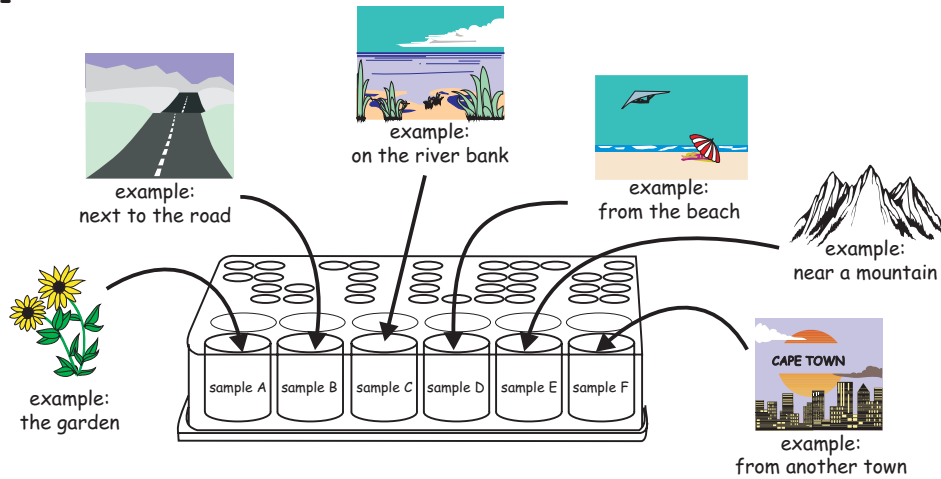 example:
on the river bank
example:
next to the road
example:
from the beach
example:
near a mountain
example:
the garden
sample A
sample B
sample C
sample D
sample E
sample F
CAPE TOWN
example:
from another town